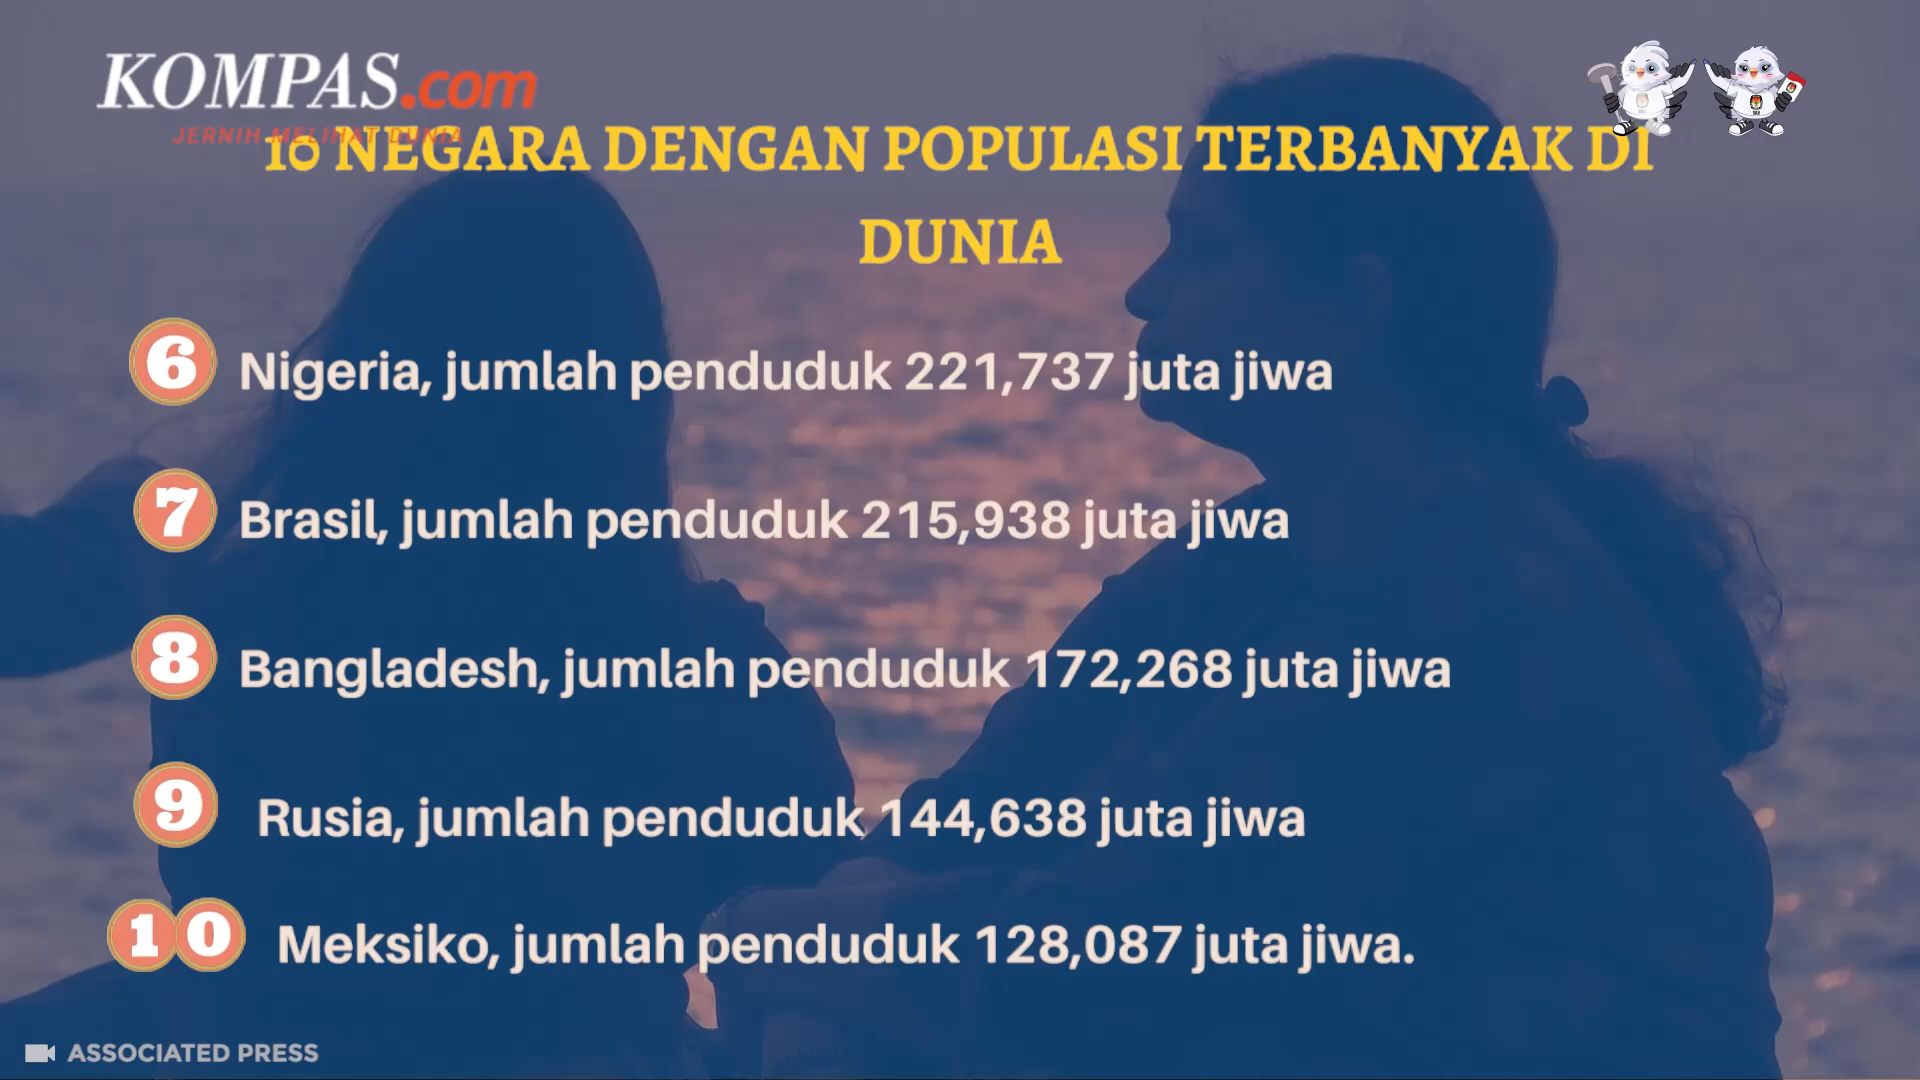 KOMPAS.com
JERNIH MELIHAT DUNIA
10 NEGARA DENGAN POPULASI TERBANYAK DI
DUNIA
6 Nigeria, jumlah penduduk 221,737 juta jiwa
7 Brasil, jumlah penduduk 215,938 juta jiwa
8 Bangladesh, jumlah penduduk 172,268 juta jiwa
9 Rusia, jumlah penduduk 144,638 juta jiwa
10 Meksiko, jumlah penduduk 128,087 juta jiwa.
ASSOCIATED PRESS